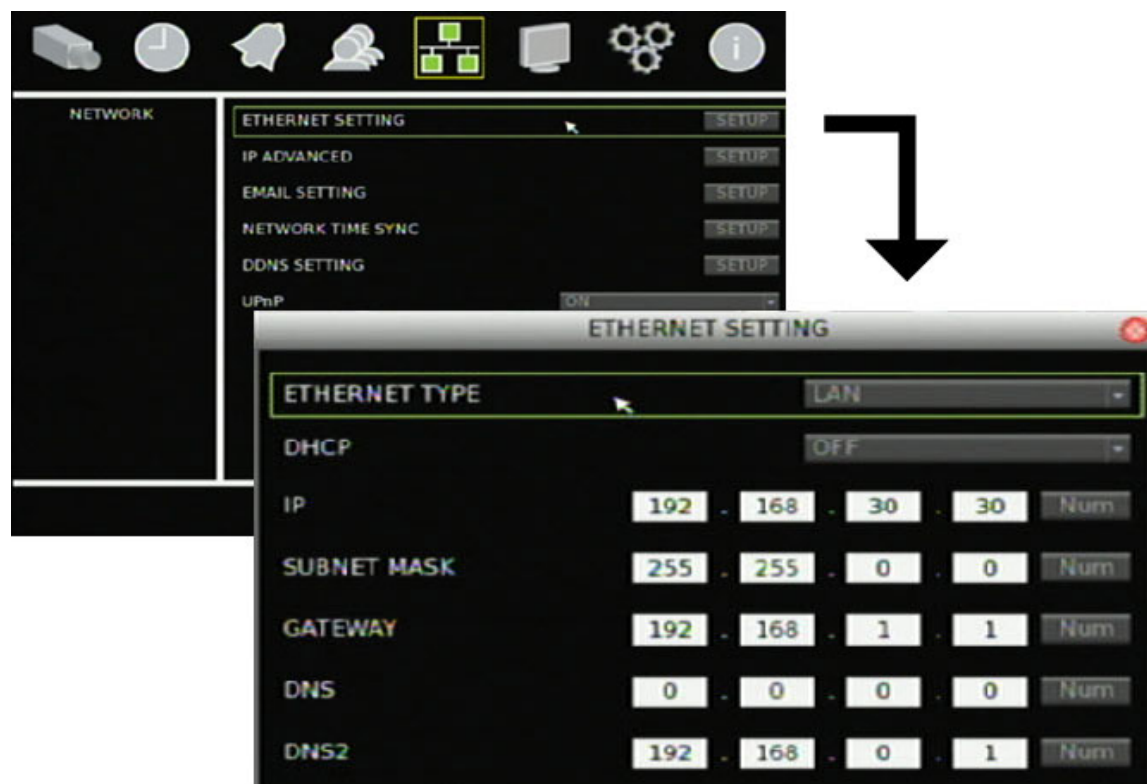 NETWORK
ETHERNET SETTING SETUP
IP ADVANCED SETUP
EMAIL SETTING SETUP
NETWORK TIME SYNC SETUP
DDNS SETTING SETUP
UPnP ON
ETHERNET SETTING
ETHERNET TYPE LAN
DHCP OFF
IP 192 . 168 . 30 . 30 Num
SUBNET MASK 255 . 255 . 0 . 0 Num
GATEWAY 192 . 168 . 1 . 1 Num
DNS 0 . 0 . 0 . 0 Num
DNS2 192 . 168 . 0 . 1 Num